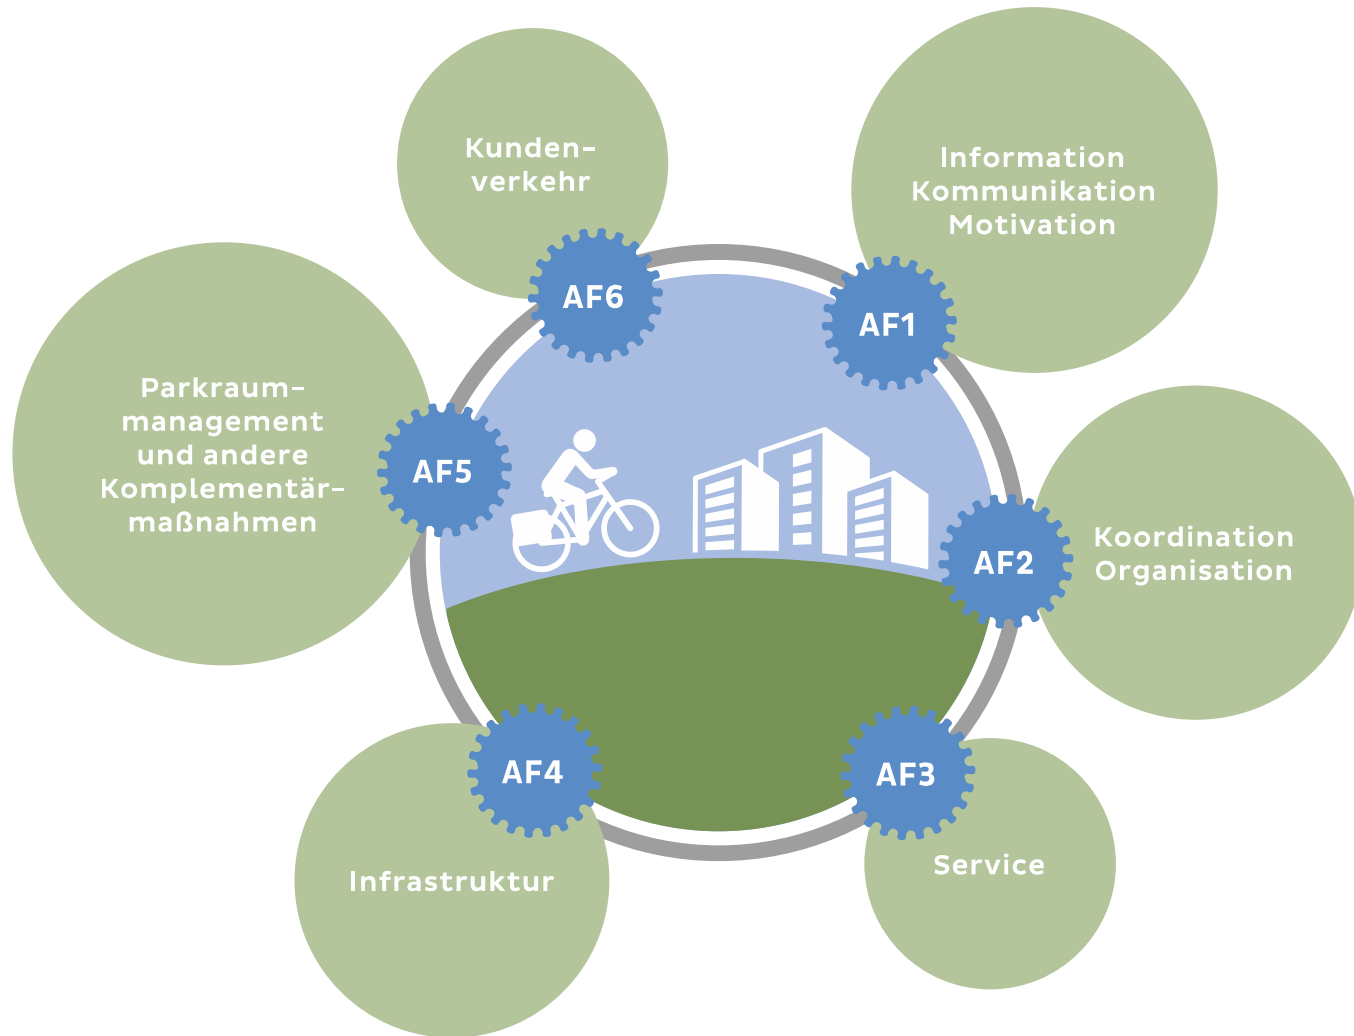 Information
Kommunikation
Motivation
AF1
Koordination
Organisation
AF2
Service
AF3
Infrastruktur
AF4
Parkraum-
management
und andere
Komplementär-
maßnahmen
AF5
Kunden-
verkehr
AF6